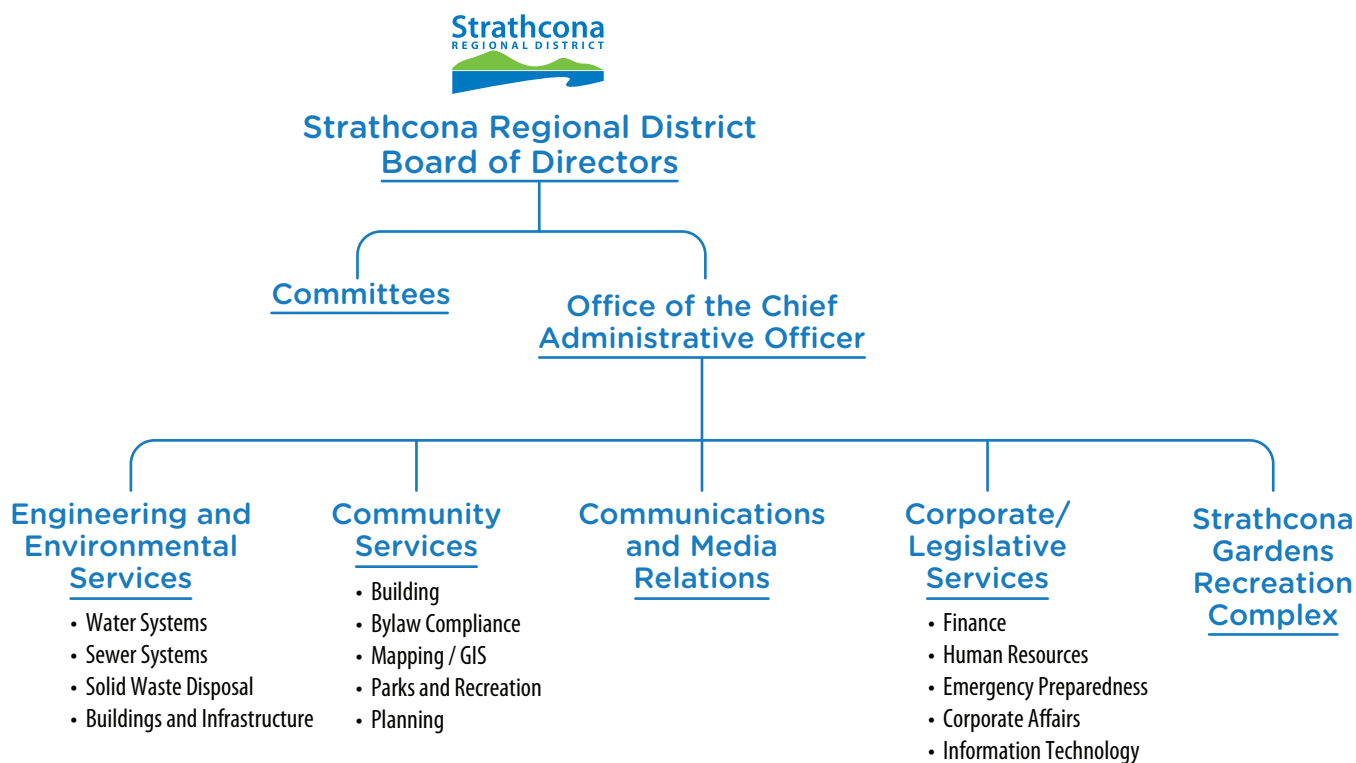 Strathcona
REGIONAL DISTRICT
Strathcona Regional District
Board of Directors
Committees
Office of the Chief
Administrative Officer
Engineering and
Environmental
Services
• Water Systems
• Sewer Systems
• Solid Waste Disposal
• Buildings and Infrastructure
Community
Services
• Building
• Bylaw Compliance
• Mapping / GIS
• Parks and Recreation
• Planning
Communications
and Media
Relations
Corporate/
Legislative
Services
• Finance
• Human Resources
• Emergency Preparedness
• Corporate Affairs
• Information Technology
Strathcona
Gardens
Recreation
Complex